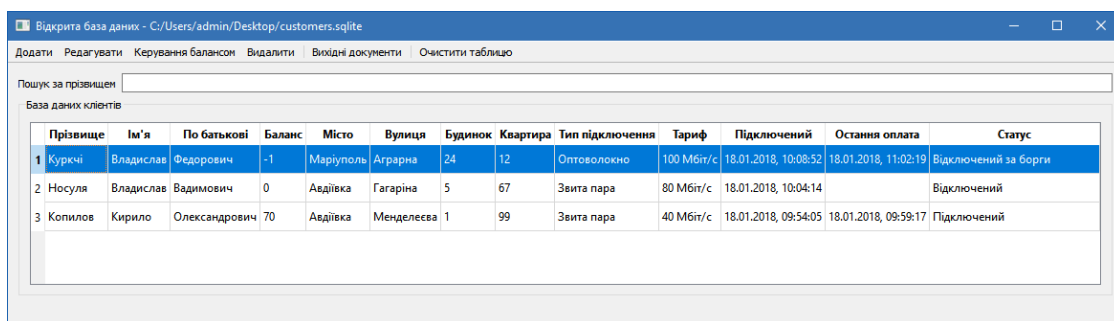 Відкрита база даних - C:/Users/admin/Desktop/customers.sqlite
Додати Редагувати Керування балансом Видалити Вихідні документи Очистити таблицю
Пошук за прізвищем
База даних клієнтів
Прізвище Ім'я По батькові Баланс Місто Вулиця Будинок Квартира Тип підключення Тариф Підключений Остання оплата Статус
1 Куркчі Владислав Федорович -1 Маріуполь Аграрна 24 12 Оптоволокно 100 Мбіт/с 18.01.2018, 10:08:52 18.01.2018, 11:02:19 Відключений за борги
2 Носуля Владислав Вадимович 0 Авдіївка Гагаріна 5 67 Звита пара 80 Мбіт/с 18.01.2018, 10:04:14 Відключений
3 Копилов Кирило Олександрович 70 Авдіївка Менделеєва 1 99 Звита пара 40 Мбіт/с 18.01.2018, 09:54:05 18.01.2018, 09:59:17 Підключений